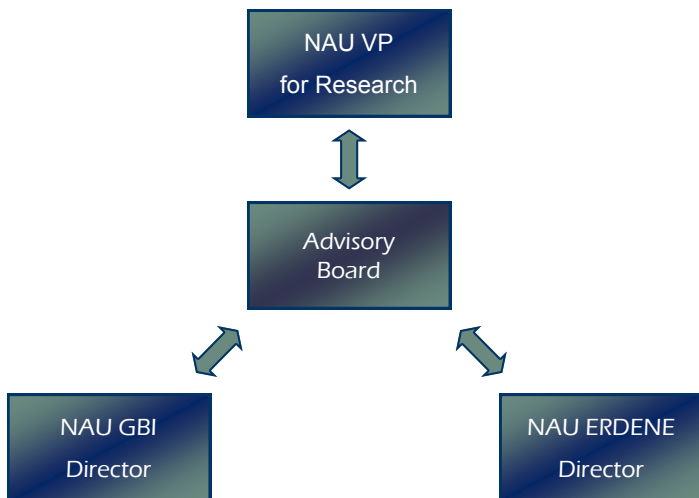 NAU VP
for Research
Advisory
Board
NAU GBI
Director
NAU ERDENE
Director